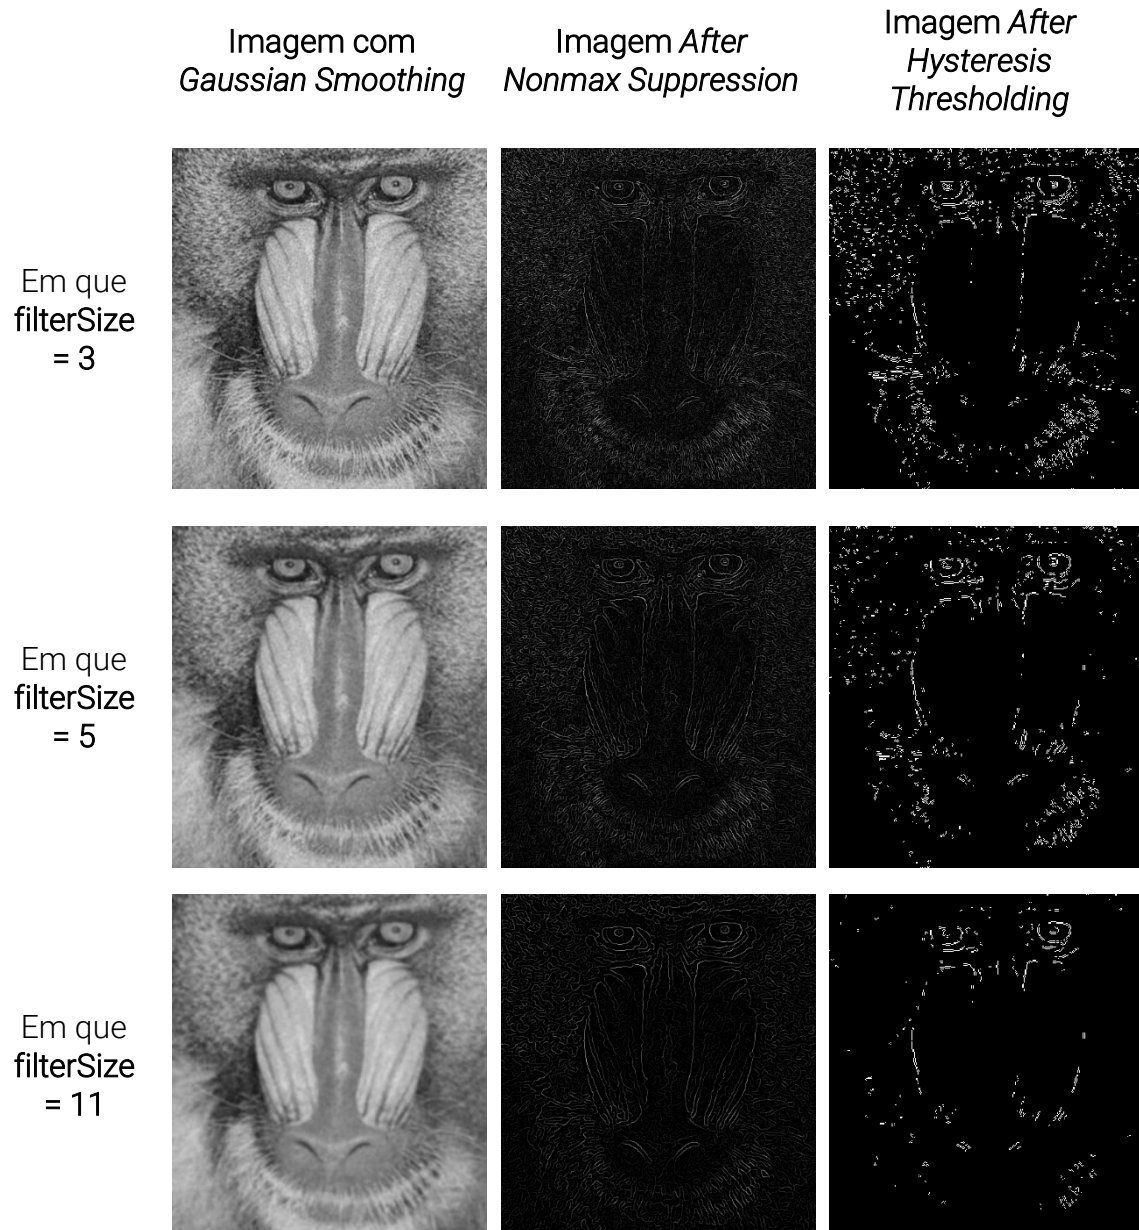 Imagem com
Gaussian Smoothing
Imagem After
Nonmax Suppression
Imagem After
Hysteresis
Thresholding
Em que
filterSize
= 3
Em que
filterSize
= 5
Em que
filterSize
= 11